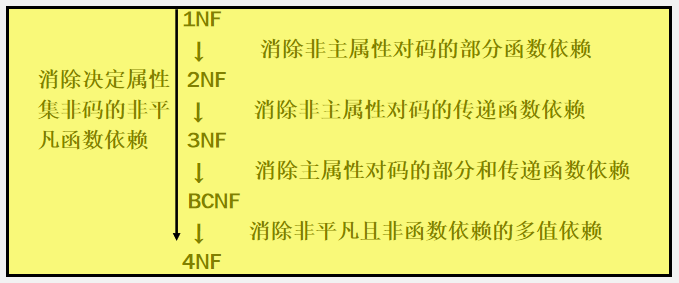 1NF
↓ 消除非主属性对码的部分函数依赖
消除决定属性
2NF
集非码的非平
↓ 消除非主属性对码的传递函数依赖
凡函数依赖
3NF
↓ 消除主属性对码的部分和传递函数依赖
BCNF
↓ 消除非平凡且非函数依赖的多值依赖
4NF